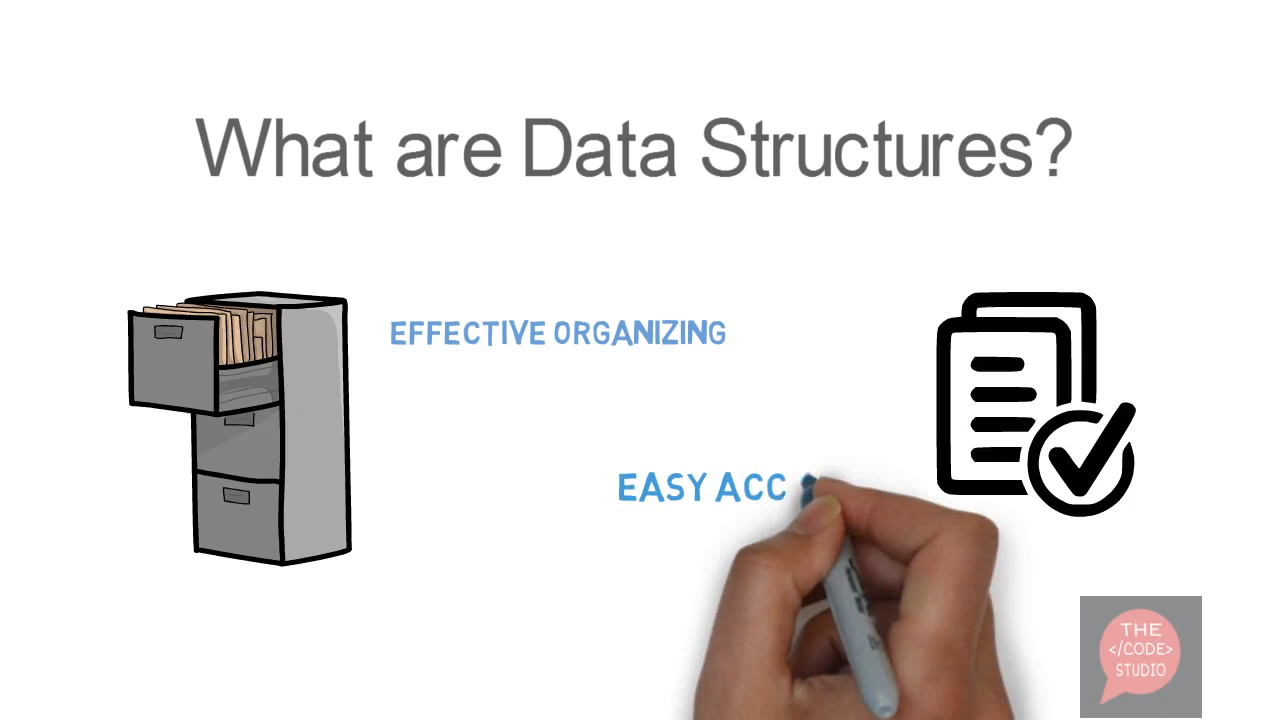 What are Data Structures?
EFFECTIVE ORGANIZING
EASY ACC
THE
</CODE>
STUDIO